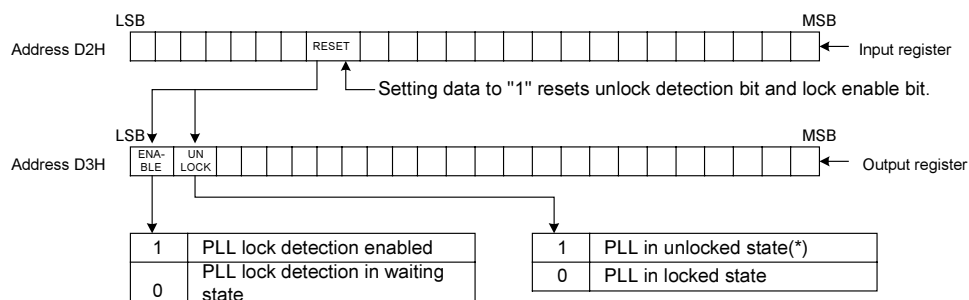 LSB MSB
Address D2H RESET Input register
Setting data to "1" resets unlock detection bit and lock enable bit.
LSB MSB
Address D3H ENA-BLE UN LOCK Output register
1 PLL lock detection enabled
0 PLL lock detection in waiting state
1 PLL in unlocked state(*)
0 PLL in locked state